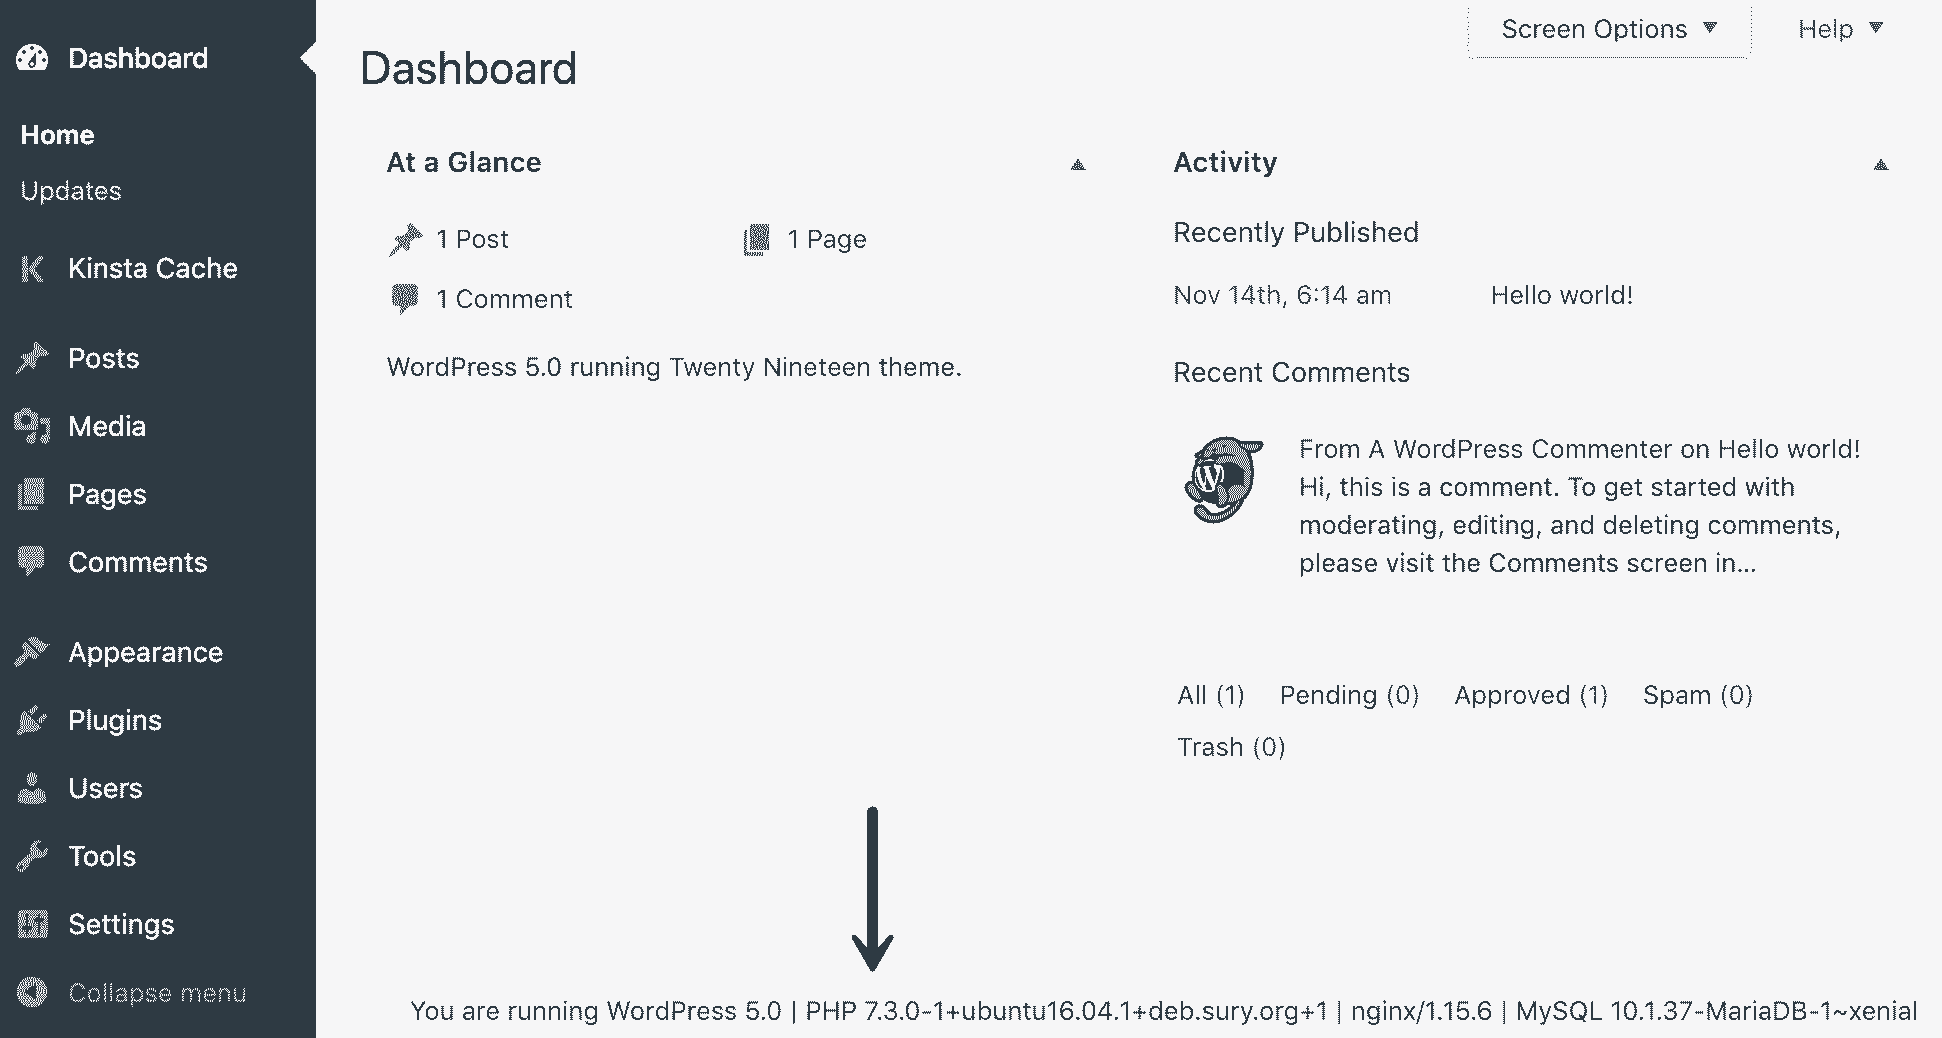 Dashboard
Home
Updates
Kinsta Cache
Posts
Media
Pages
Comments
Appearance
Plugins
Users
Tools
Settings
Collapse menu
Screen Options
Help
Dashboard
At a Glance
1 Post
1 Page
1 Comment
WordPress 5.0 running Twenty Nineteen theme.
Activity
Recently Published
Nov 14th, 6:14 am
Hello world!
Recent Comments
From A WordPress Commenter on Hello world!
Hi, this is a comment. To get started with
moderating, editing, and deleting comments,
please visit the Comments screen in...
All (1) Pending (0) Approved (1) Spam (0)
Trash (0)
You are running WordPress 5.0 | PHP 7.3.0-1+ubuntu16.04.1+deb.sury.org+1 | nginx/1.15.6 | MySQL 10.1.37-MariaDB-1~xenial